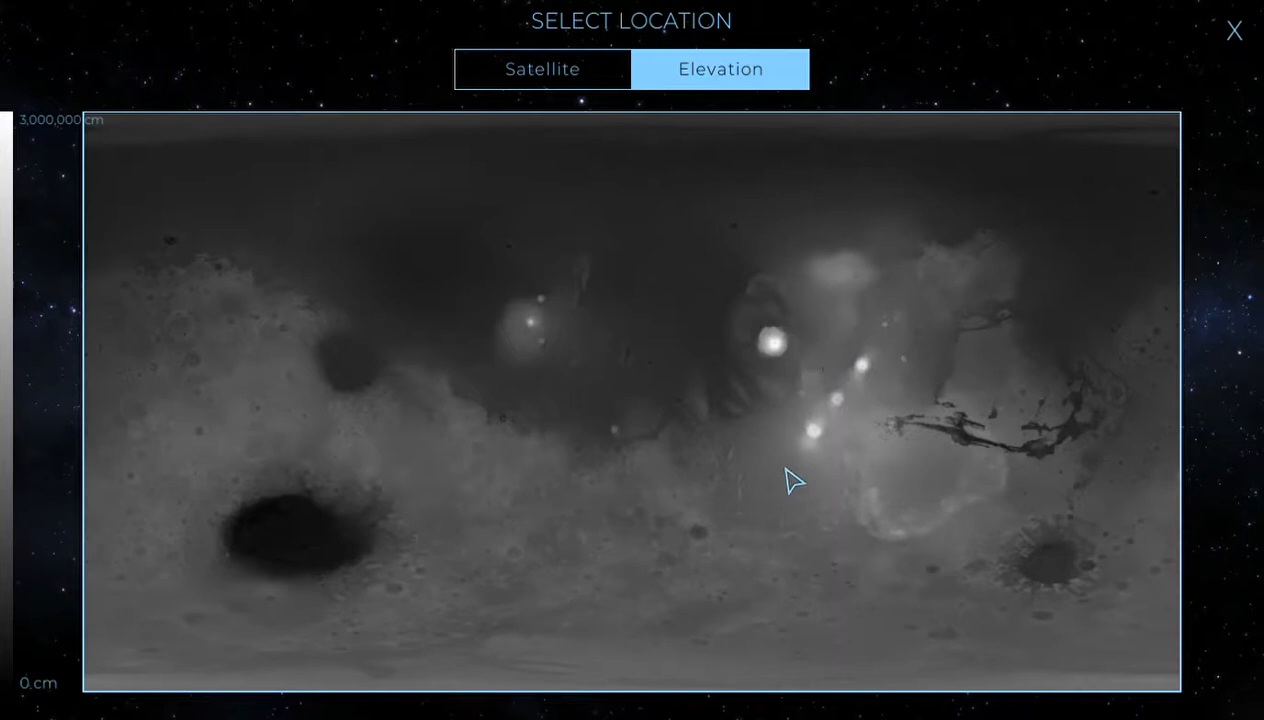 SELECT LOCATION
X
Satellite
Elevation
3,000,000 cm
0 cm